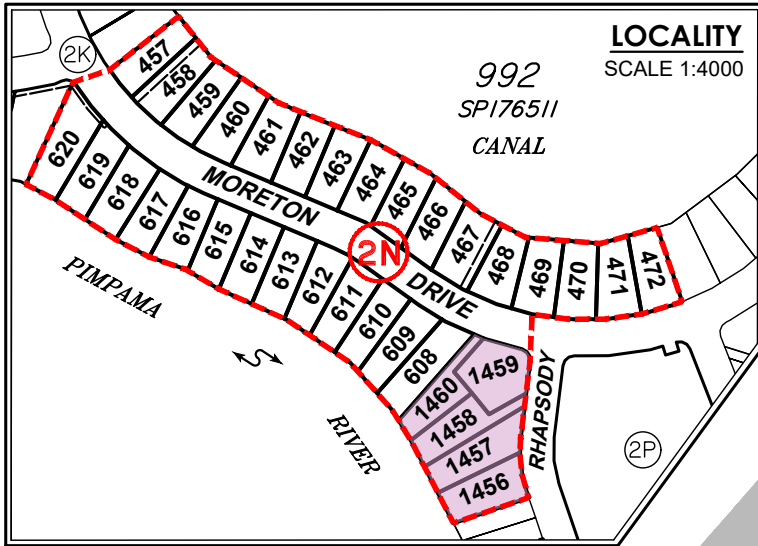 LOCALITY
SCALE 1:4000
2K
992
SP176511
CANAL
457
458
459
460
461
462
463
464
465
466
467
468
469
470
471
472
MORETON
2N
DRIVE
620
619
618
617
616
615
614
613
612
611
610
609
608
1459
1460
1458
1457
1456
PIMPAMA
RIVER
RHAPSODY
2P